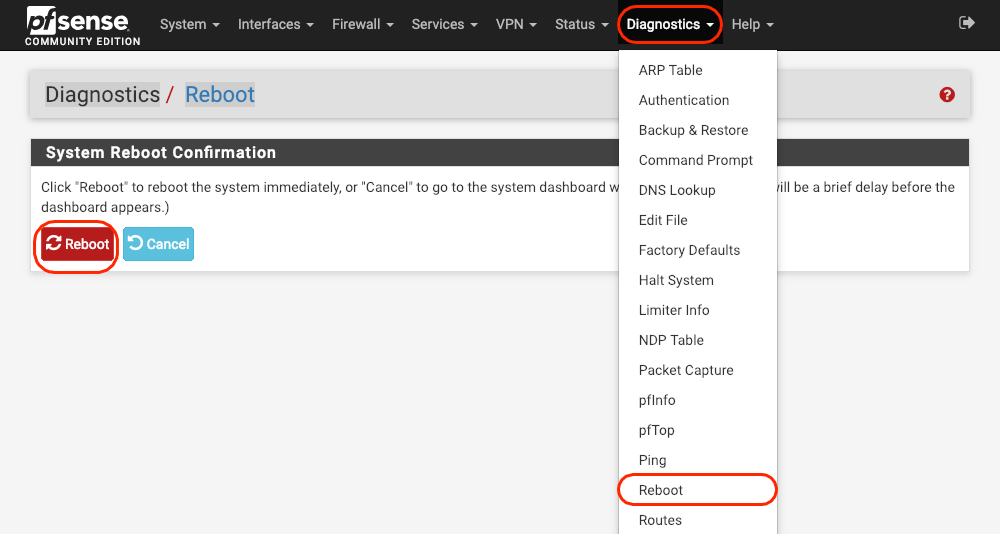 pfsense
COMMUNITY EDITION
System Interfaces Firewall Services VPN Status Diagnostics Help
Diagnostics / Reboot
System Reboot Confirmation
Click "Reboot" to reboot the system immediately, or "Cancel" to go to the system dashboard w ill be a brief delay before the
dashboard appears.)
Reboot Cancel
ARP Table
Authentication
Backup & Restore
Command Prompt
DNS Lookup
Edit File
Factory Defaults
Halt System
Limiter Info
NDP Table
Packet Capture
pfInfo
pfTop
Ping
Reboot
Routes